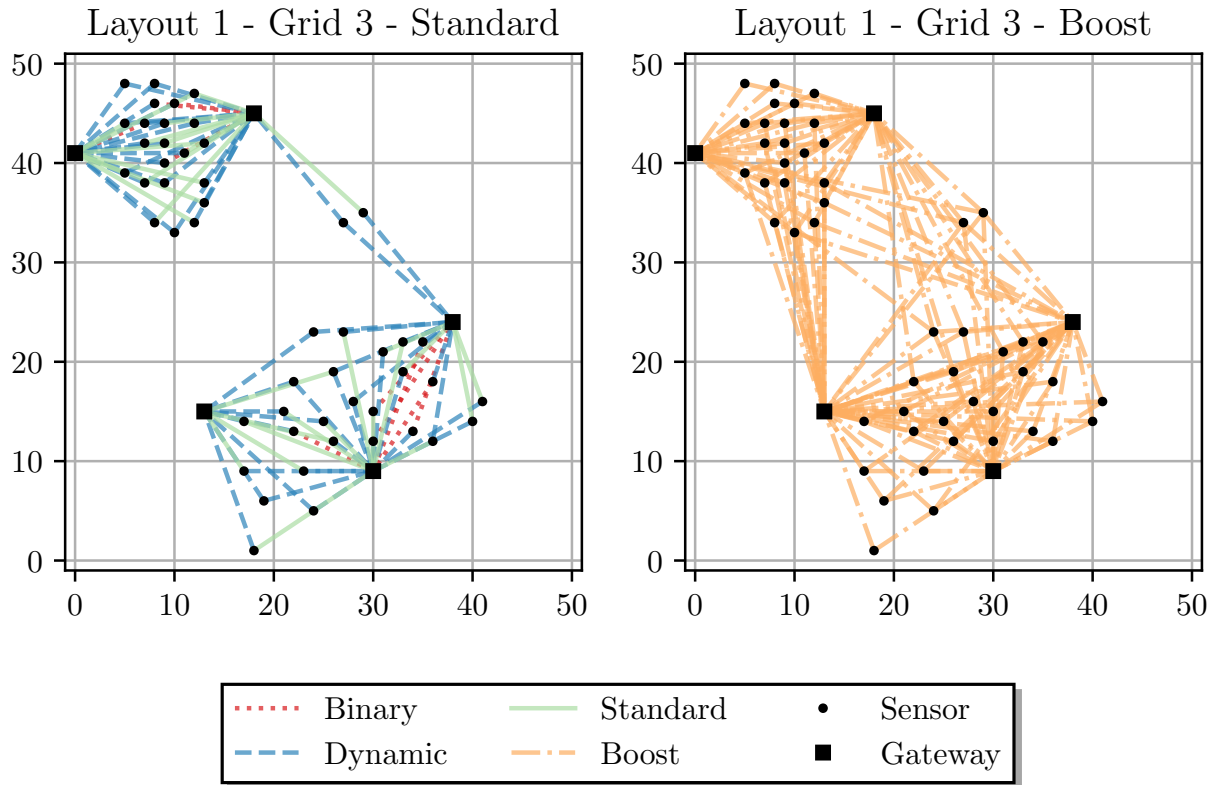 Layout 1 - Grid 3 - Standard
Layout 1 - Grid 3 - Boost
50
40
30
20
10
0
0 10 20 30 40 50
50
40
30
20
10
0
0 10 20 30 40 50
Binary Standard Sensor
Dynamic Boost Gateway